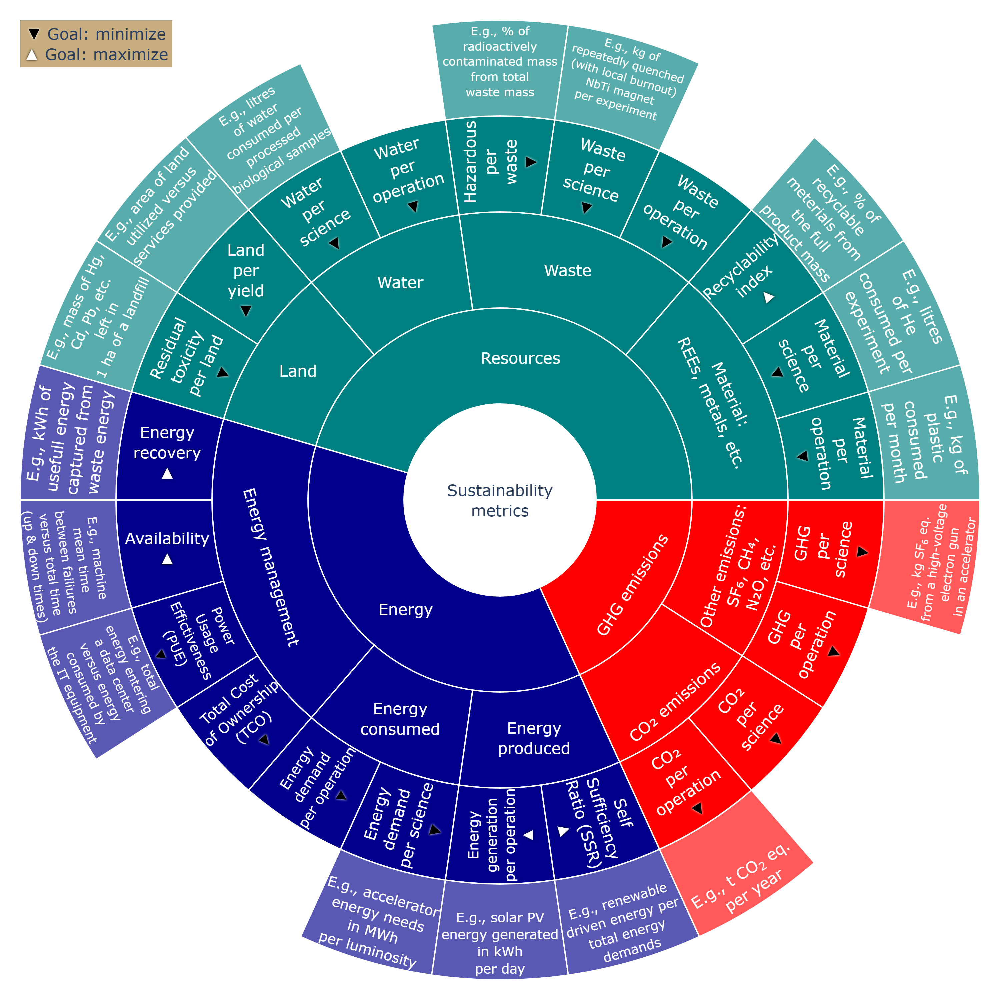 ▼ Goal: minimize
△ Goal: maximize
Sustainability
metrics
Resources
Land
Water
Waste
Material:
REEs, metals, etc.
Residual
toxicity
per land
▼
Land
per
yield
▼
Water
per
science
▼
Water
per
operation
▼
Hazardous
per
waste
▼
Waste
per
science
▼
Waste
per
operation
▼
Recyclability
index
△
Material
per
science
▼
Material
per
operation
▼
E.g., mass of Hg,
Cd, Pb, etc.
left in
1 ha of a landfill
E.g., area of land
utilized versus
services provided
E.g., litres
of water
consumed per
processed
biological samples
E.g., % of
radioactively
contaminated mass
from total
waste mass
E.g., kg of
repeatedly quenched
(with local burnout)
NbTi magnet
per experiment
E.g., % of
recyclable
meterials from
the full
product mass
E.g., litres
of He
consumed per
experiment
E.g., kg of
plastic
consumed
per month
GHG emissions
Other emissions:
SF₆, CH₄,
N₂O, etc.
CO₂ emissions
GHG
per
science
▼
GHG
per
operation
▼
CO₂
per
science
▼
CO₂
per
operation
▼
E.g., kg SF₆ eq.
from a high-voltage
electron gun
in an accelerator
E.g., t CO₂ eq.
per year
Energy
Energy
produced
Energy
consumed
Energy management
Self
Sufficiency
Ratio (SSR)
△
Energy
generation
per operation
△
Energy
demand
per science
▼
Energy
demand
per operation
▼
Total Cost
of Ownership
(TCO)
▼
Power
Usage
Effictiveness
(PUE)
▼
Availability
△
Energy
recovery
△
E.g., renewable
driven energy per
total energy
demands
E.g., solar PV
energy generated
in kWh
per day
E.g., accelerator
energy needs
in MWh
per luminosity
E.g., total
energy entering
a data center
versus energy
consumed by
the IT equipment
E.g., machine
mean time
between failiures
versus total time
(up & down times)
E.g., kWh of
usefull energy
captured from
waste energy